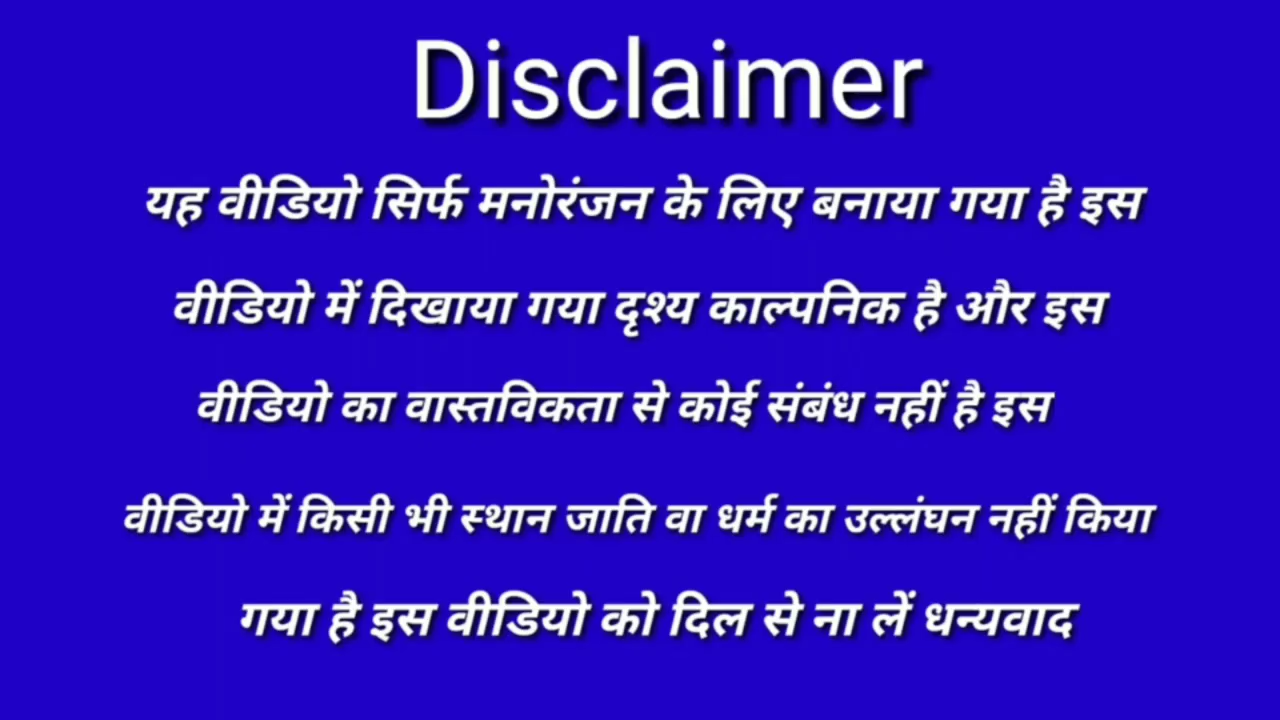 Disclaimer
यह वीडियो सिर्फ मनोरंजन के लिए बनाया गया है इस
वीडियो में दिखाया गया दृश्य काल्पनिक है और इस
वीडियो का वास्तविकता से कोई संबंध नहीं है इस
वीडियो में किसी भी स्थान जाति वा धर्म का उल्लंघन नहीं किया
गया है इस वीडियो को दिल से ना लें धन्यवाद